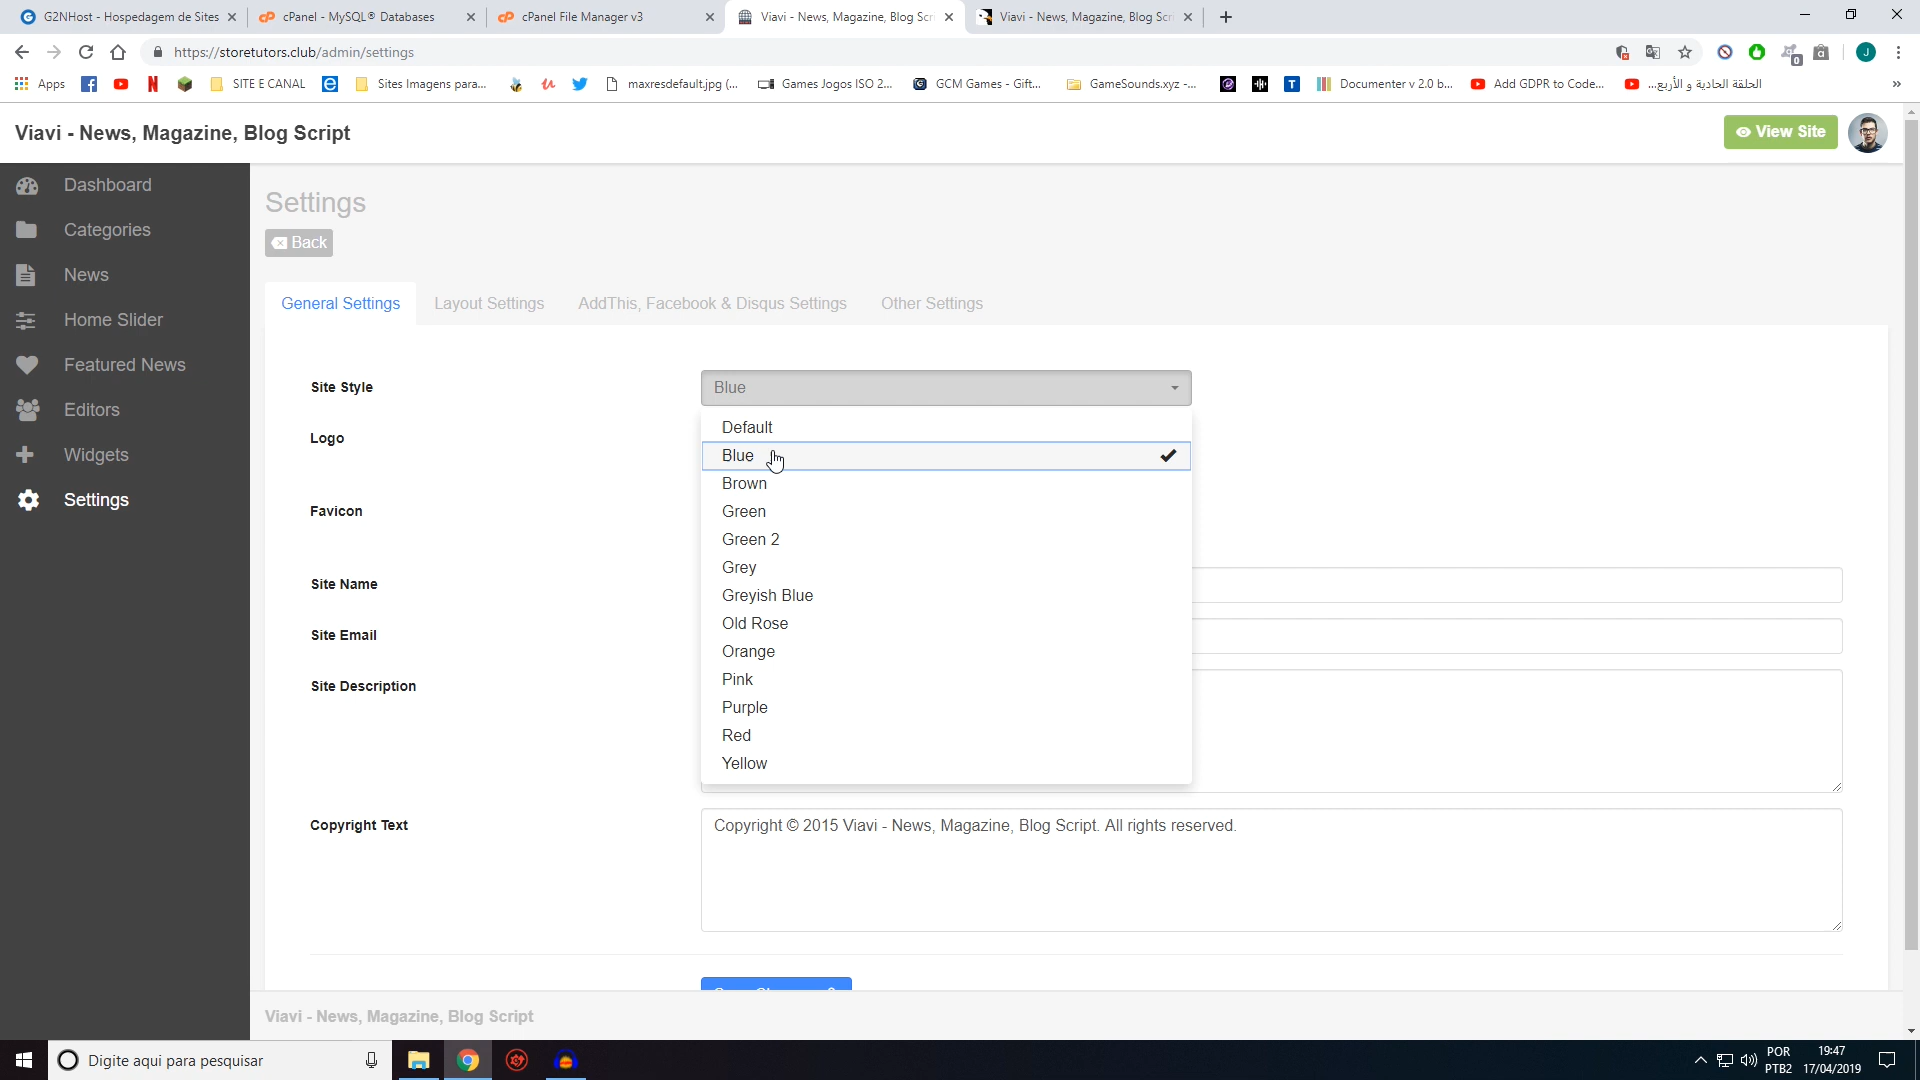 G2NHost - Hospedagem de Sites
cPanel - MySQL® Databases
cPanel File Manager v3
Viavi - News, Magazine, Blog Scr
Viavi - News, Magazine, Blog Scri
https://storetutors.club/admin/settings
Apps
SITE E CANAL
Sites Imagens para...
maxresdefault.jpg (...
Games Jogos ISO 2...
GCM Games - Gift...
GameSounds.xyz -...
Documenter v 2.0 b...
Add GDPR to Code...
الحلقة الحادية و الأربع...
Viavi - News, Magazine, Blog Script
View Site
Dashboard
Categories
News
Home Slider
Featured News
Editors
Widgets
Settings
Settings
Back
General Settings
Layout Settings
AddThis, Facebook & Disqus Settings
Other Settings
Site Style
Blue
Default
Blue
Brown
Green
Green 2
Grey
Greyish Blue
Old Rose
Orange
Pink
Purple
Red
Yellow
Logo
Favicon
Site Name
Site Email
Site Description
Copyright Text
Copyright © 2015 Viavi - News, Magazine, Blog Script. All rights reserved.
Viavi - News, Magazine, Blog Script
Digite aqui para pesquisar
POR
PTB2
19:47
17/04/2019